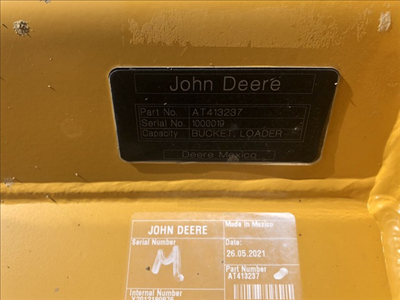 John Deere
Part No. AT413237
Serial No. 1000019
Capacity BUCKET, LOADER
Deere Mexico
JOHN DEERE
Made in Mexico
Serial Number
M
Date:
26.05.2021
Part Number
AT413237
Internal Number